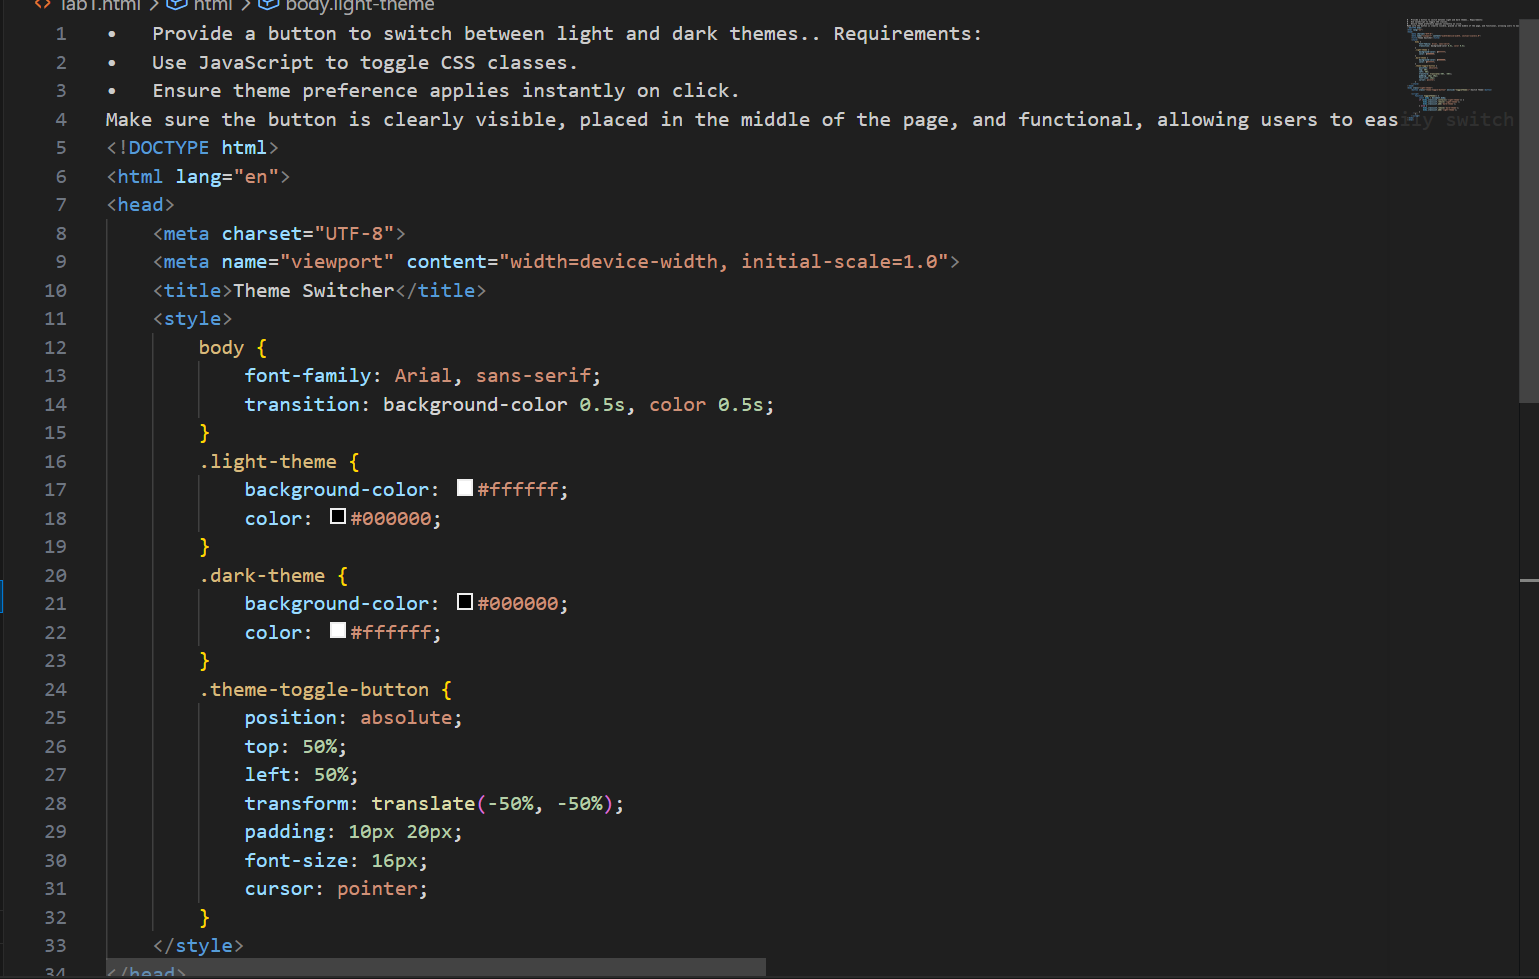 lab1.html > html > body.light-theme
1 • Provide a button to switch between light and dark themes.. Requirements:
2 • Use JavaScript to toggle CSS classes.
3 • Ensure theme preference applies instantly on click.
4 Make sure the button is clearly visible, placed in the middle of the page, and functional, allowing users to easily switch
5 <!DOCTYPE html>
6 <html lang="en">
7 <head>
8 <meta charset="UTF-8">
9 <meta name="viewport" content="width=device-width, initial-scale=1.0">
10 <title>Theme Switcher</title>
11 <style>
12 body {
13 font-family: Arial, sans-serif;
14 transition: background-color 0.5s, color 0.5s;
15 }
16 .light-theme {
17 background-color: #ffffff;
18 color: #000000;
19 }
20 .dark-theme {
21 background-color: #000000;
22 color: #ffffff;
23 }
24 .theme-toggle-button {
25 position: absolute;
26 top: 50%;
27 left: 50%;
28 transform: translate(-50%, -50%);
29 padding: 10px 20px;
30 font-size: 16px;
31 cursor: pointer;
32 }
33 </style>
34 </head>